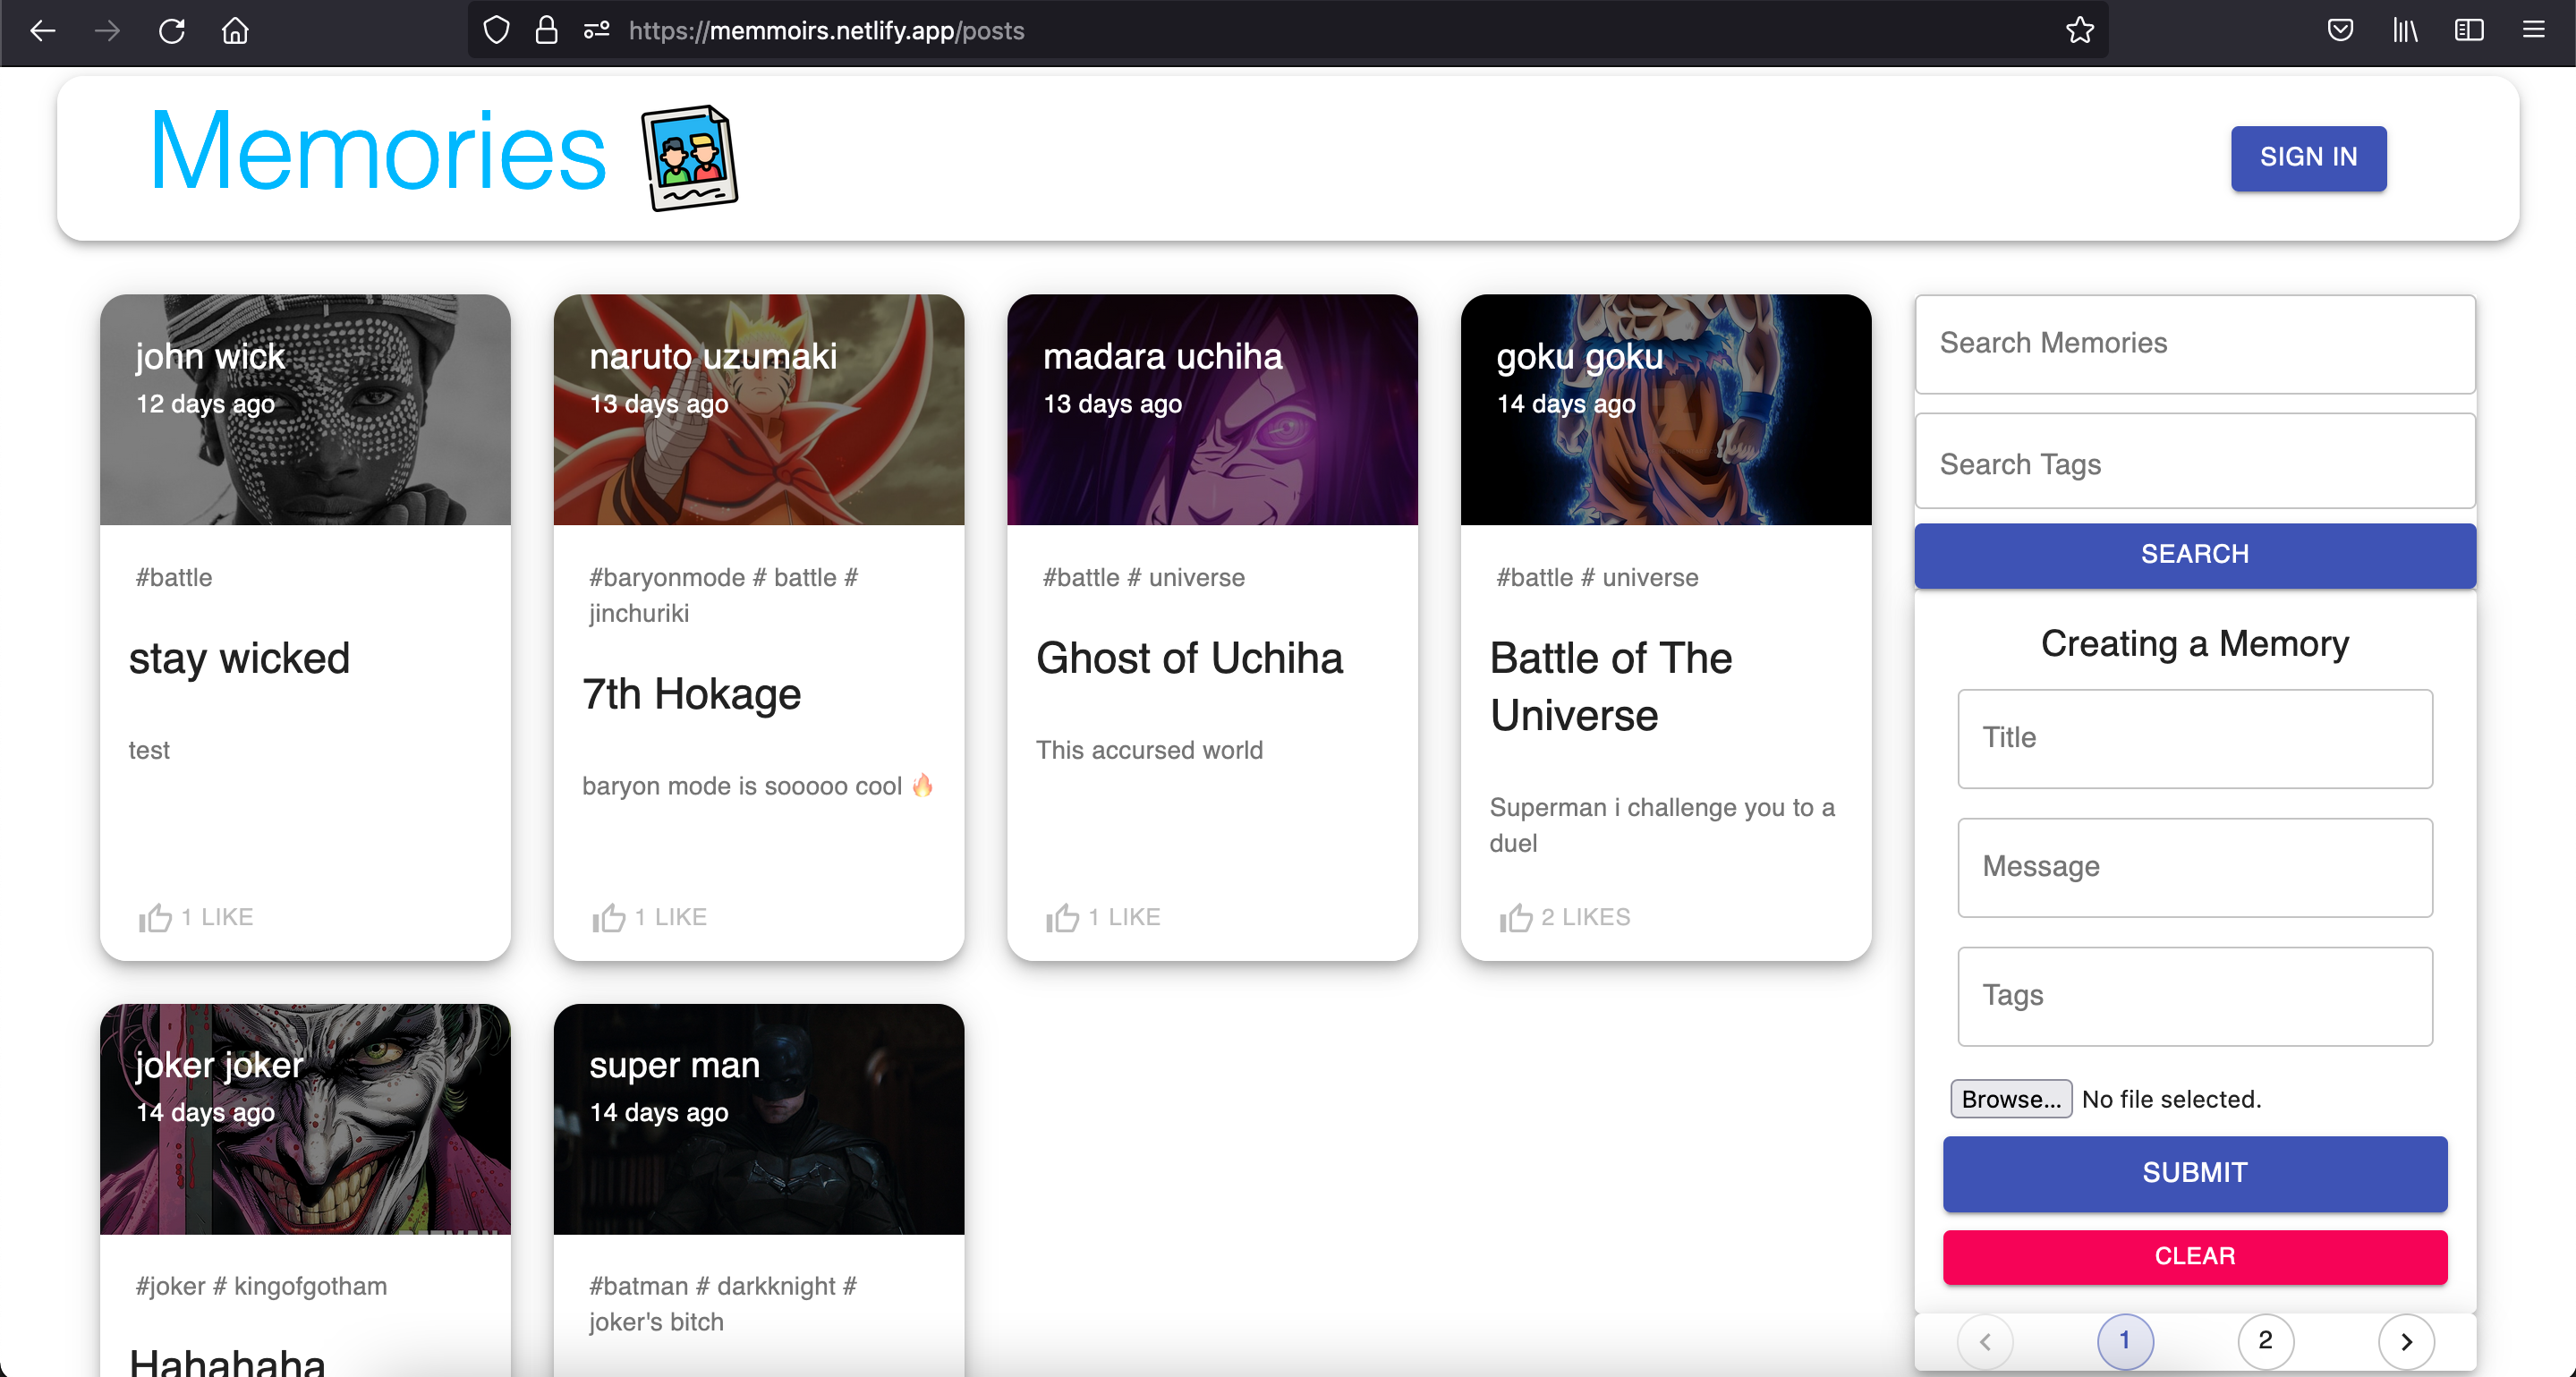 https://memmoirs.netlify.app/posts
Memories
SIGN IN
john wick
12 days ago
#battle
stay wicked
test
1 LIKE
naruto uzumaki
13 days ago
#baryonmode # battle #
jinchuriki
7th Hokage
baryon mode is sooooo cool 🔥
1 LIKE
madara uchiha
13 days ago
#battle # universe
Ghost of Uchiha
This accursed world
1 LIKE
goku goku
14 days ago
#battle # universe
Battle of The
Universe
Superman i challenge you to a
duel
2 LIKES
joker joker
14 days ago
#joker # kingofgotham
Hahahaha
super man
14 days ago
#batman # darkknight #
joker's bitch
Search Memories
Search Tags
SEARCH
Creating a Memory
Title
Message
Tags
Browse... No file selected.
SUBMIT
CLEAR
1 2